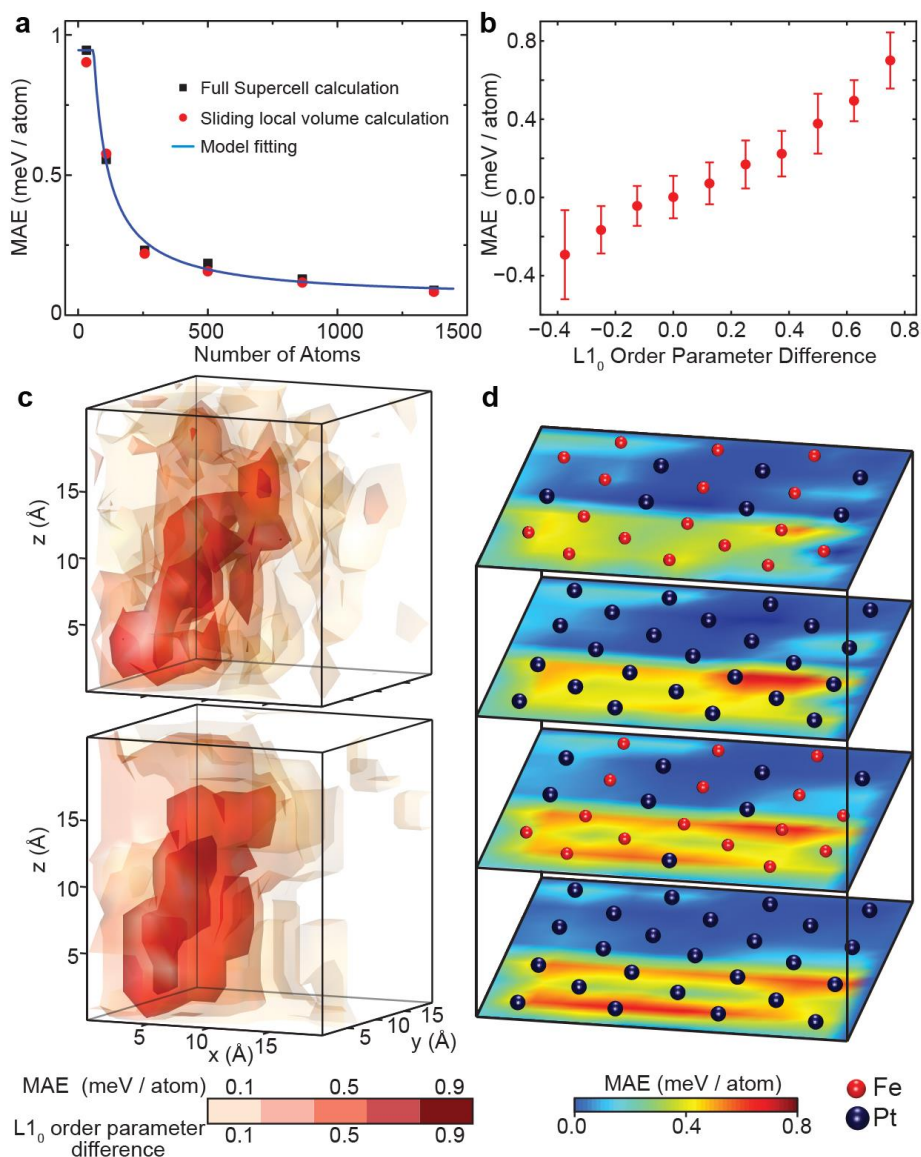 a
MAE (meV / atom)
1
0.5
0
0
500
1000
1500
Number of Atoms
Full Supercell calculation
Sliding local volume calculation
Model fitting
b
MAE (meV / atom)
0.8
0.4
0.0
−0.4
−0.4
−0.2
0.0
0.2
0.4
0.6
0.8
L1₀ Order Parameter Difference
c
z (Å)
15
10
5
z (Å)
15
10
5
5
10
15
x (Å)
5
10
15
y (Å)
MAE (meV / atom)
0.1
0.5
0.9
L1₀ order parameter
difference
0.1
0.5
0.9
d
MAE (meV / atom)
0.0
0.4
0.8
Fe
Pt